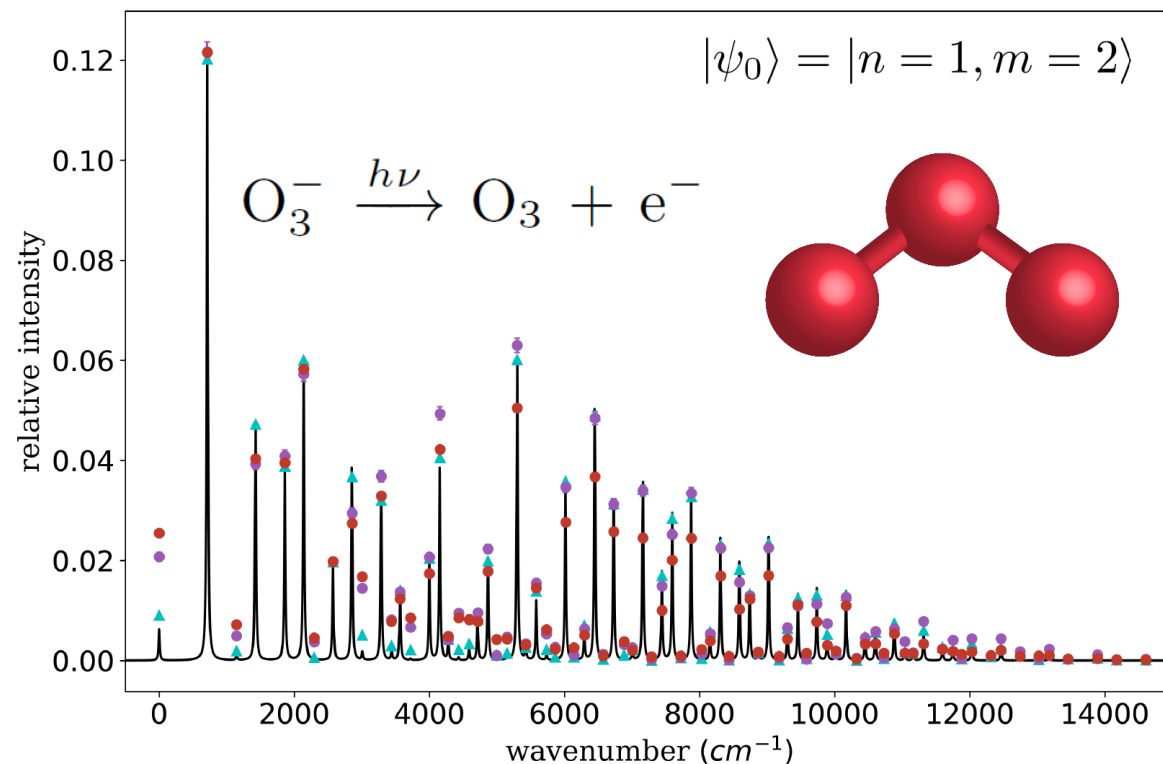 |ψ₀⟩ = |n = 1, m = 2⟩
O₃⁻ hν⟶ O₃ + e⁻
relative intensity
0.12
0.10
0.08
0.06
0.04
0.02
0.00
0 2000 4000 6000 8000 10000 12000 14000
wavenumber (cm⁻¹)